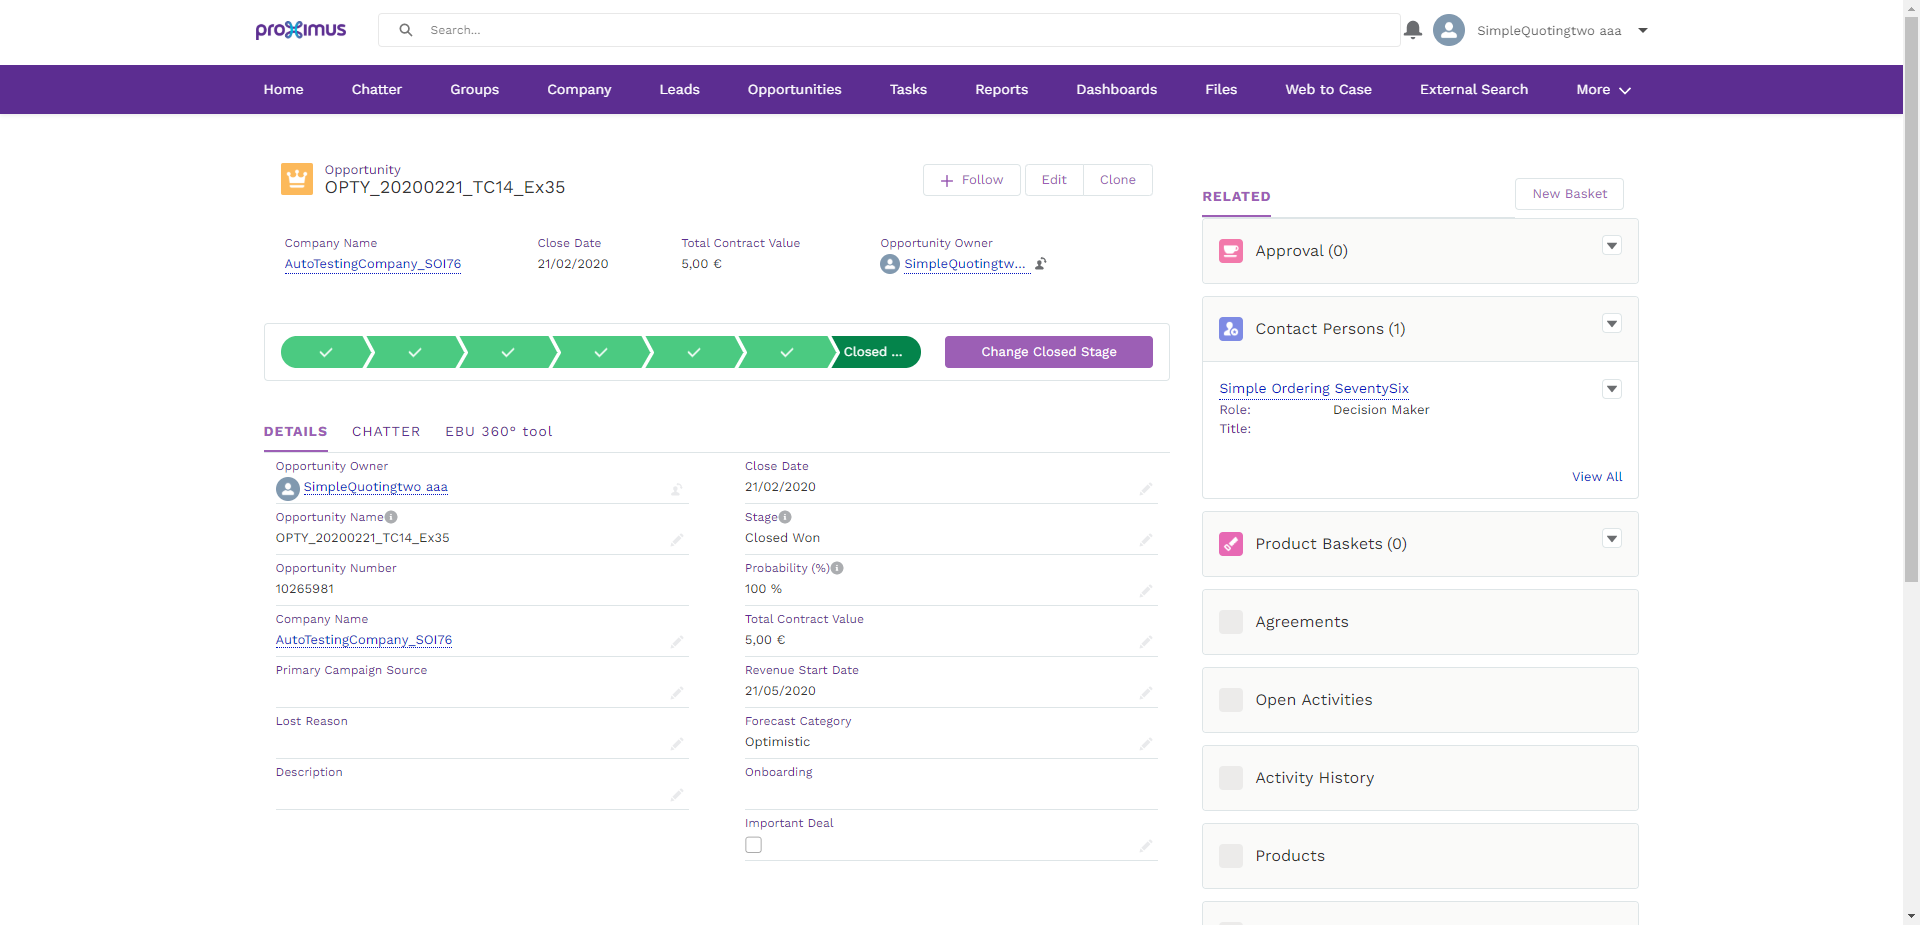 proximus
Search...
SimpleQuotingtwo aaa
Home Chatter Groups Company Leads Opportunities Tasks Reports Dashboards Files Web to Case External Search More
Opportunity
OPTY_20200221_TC14_Ex35
Follow Edit Clone
Company Name Close Date Total Contract Value Opportunity Owner
AutoTestingCompany_SOI76 21/02/2020 5,00 € SimpleQuotingtw...
Closed ... Change Closed Stage
DETAILS CHATTER EBU 360° tool
Opportunity Owner
SimpleQuotingtwo aaa
Opportunity Name
OPTY_20200221_TC14_Ex35
Opportunity Number
10265981
Company Name
AutoTestingCompany_SOI76
Primary Campaign Source
Lost Reason
Description
Close Date
21/02/2020
Stage
Closed Won
Probability (%)
100 %
Total Contract Value
5,00 €
Revenue Start Date
21/05/2020
Forecast Category
Optimistic
Onboarding
Important Deal
RELATED New Basket
Approval (0)
Contact Persons (1)
Simple Ordering SeventySix
Role: Decision Maker
Title:
View All
Product Baskets (0)
Agreements
Open Activities
Activity History
Products